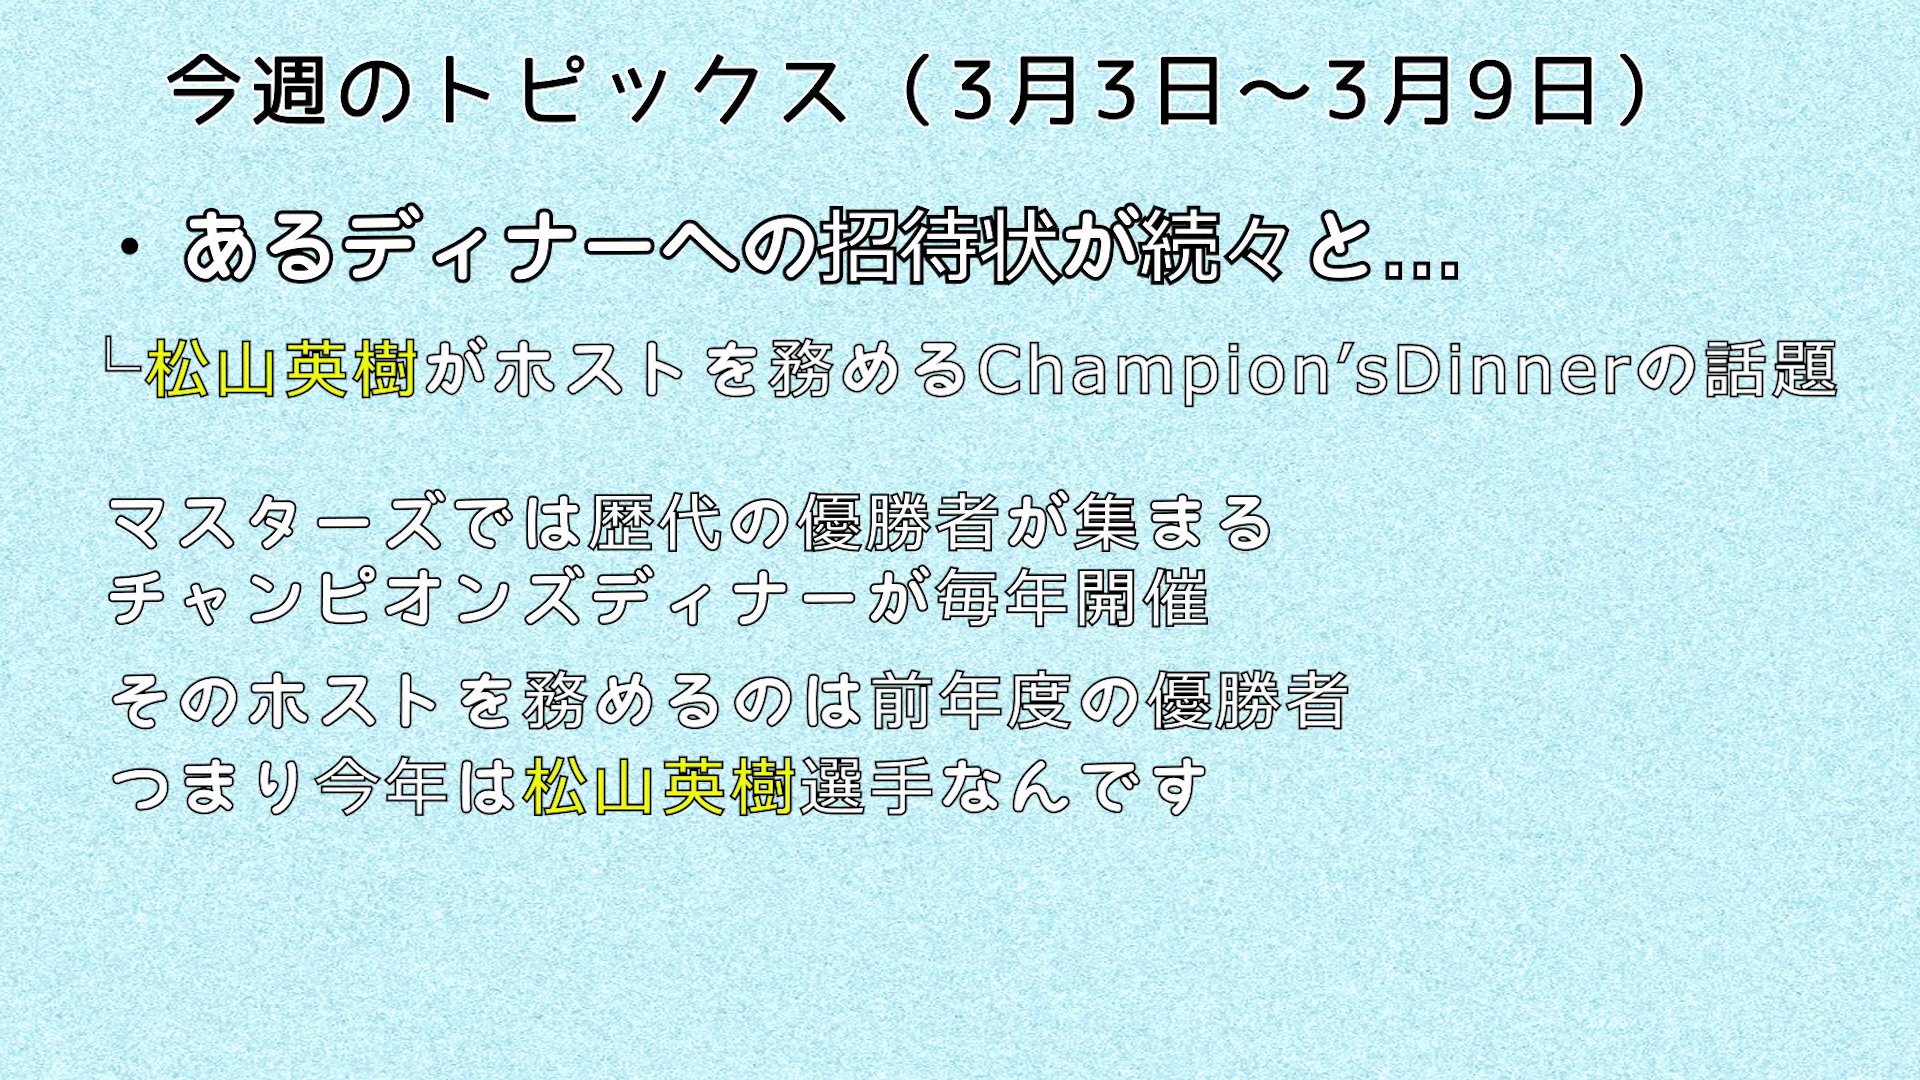 今週のトピックス（3月3日～3月9日）
・あるディナーへの招待状が続々と…
└松山英樹がホストを務めるChampion’sDinnerの話題
マスターズでは歴代の優勝者が集まる
チャンピオンズディナーが毎年開催
そのホストを務めるのは前年度の優勝者
つまり今年は松山英樹選手なんです